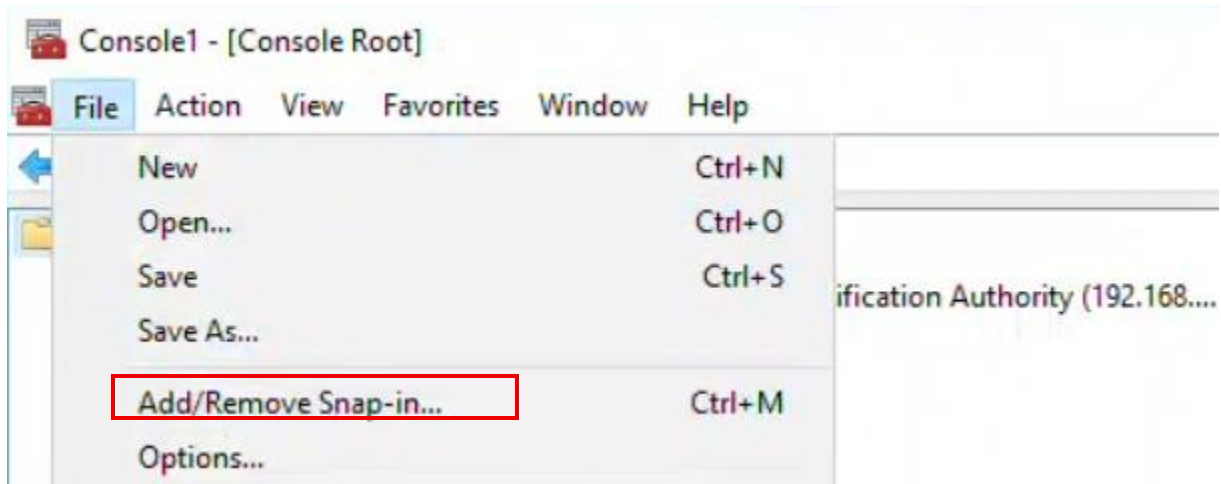 Console1 - [Console Root]
File Action View Favorites Window Help
New Ctrl+N
Open... Ctrl+O
Save Ctrl+S
ification Authority (192.168....
Save As...
Add/Remove Snap-in... Ctrl+M
Options...